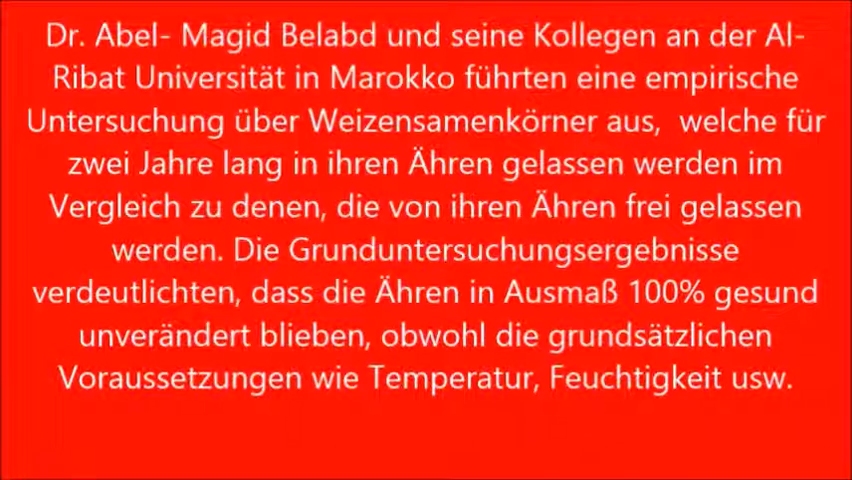 Dr. Abel- Magid Belabd und seine Kollegen an der Al-
Ribat Universität in Marokko führten eine empirische
Untersuchung über Weizensamenkörner aus,  welche für
zwei Jahre lang in ihren Ähren gelassen werden im
Vergleich zu denen, die von ihren Ähren frei gelassen
werden. Die Grunduntersuchungsergebnisse
verdeutlichten, dass die Ähren in Ausmaß 100% gesund
unverändert blieben, obwohl die grundsätzlichen
Voraussetzungen wie Temperatur, Feuchtigkeit usw.